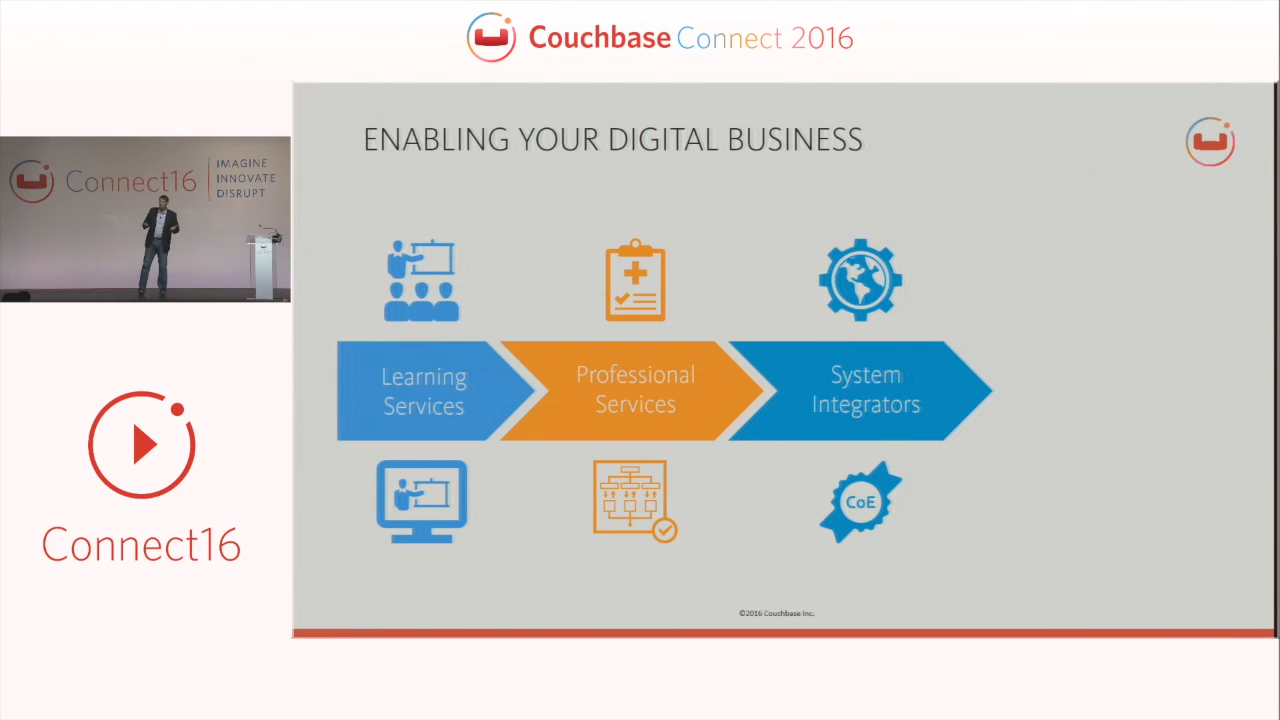 Couchbase Connect 2016
Connect16
IMAGINE
INNOVATE
DISRUPT
Connect16
ENABLING YOUR DIGITAL BUSINESS
Learning
Services
Professional
Services
System
Integrators
CoE
©2016 Couchbase Inc.